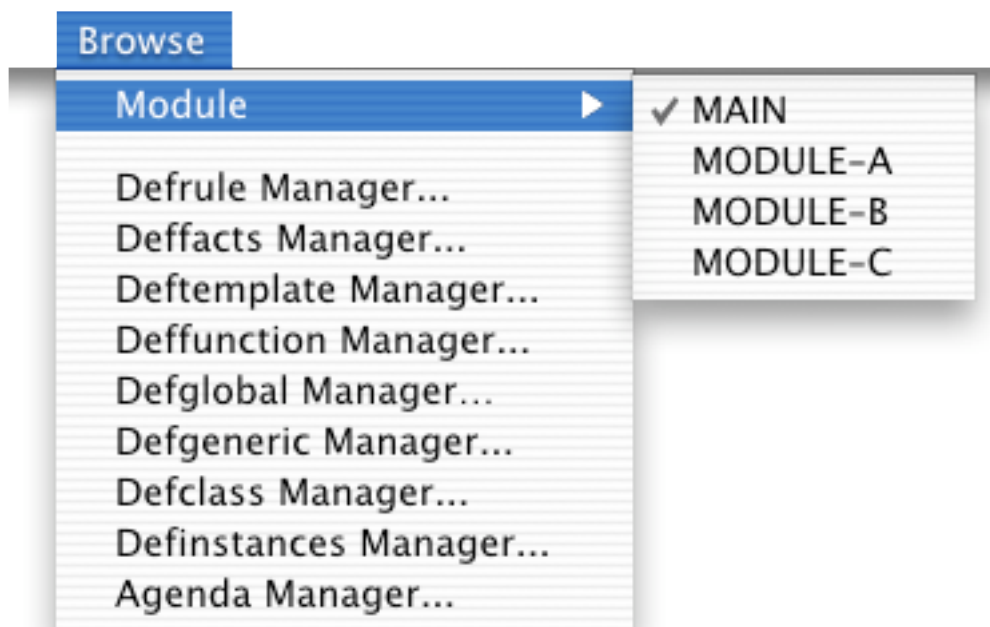 Browse
Module
Defrule Manager...
Deffacts Manager...
Deftemplate Manager...
Deffunction Manager...
Defglobal Manager...
Defgeneric Manager...
Defclass Manager...
Definstances Manager...
Agenda Manager...
✓ MAIN
MODULE-A
MODULE-B
MODULE-C